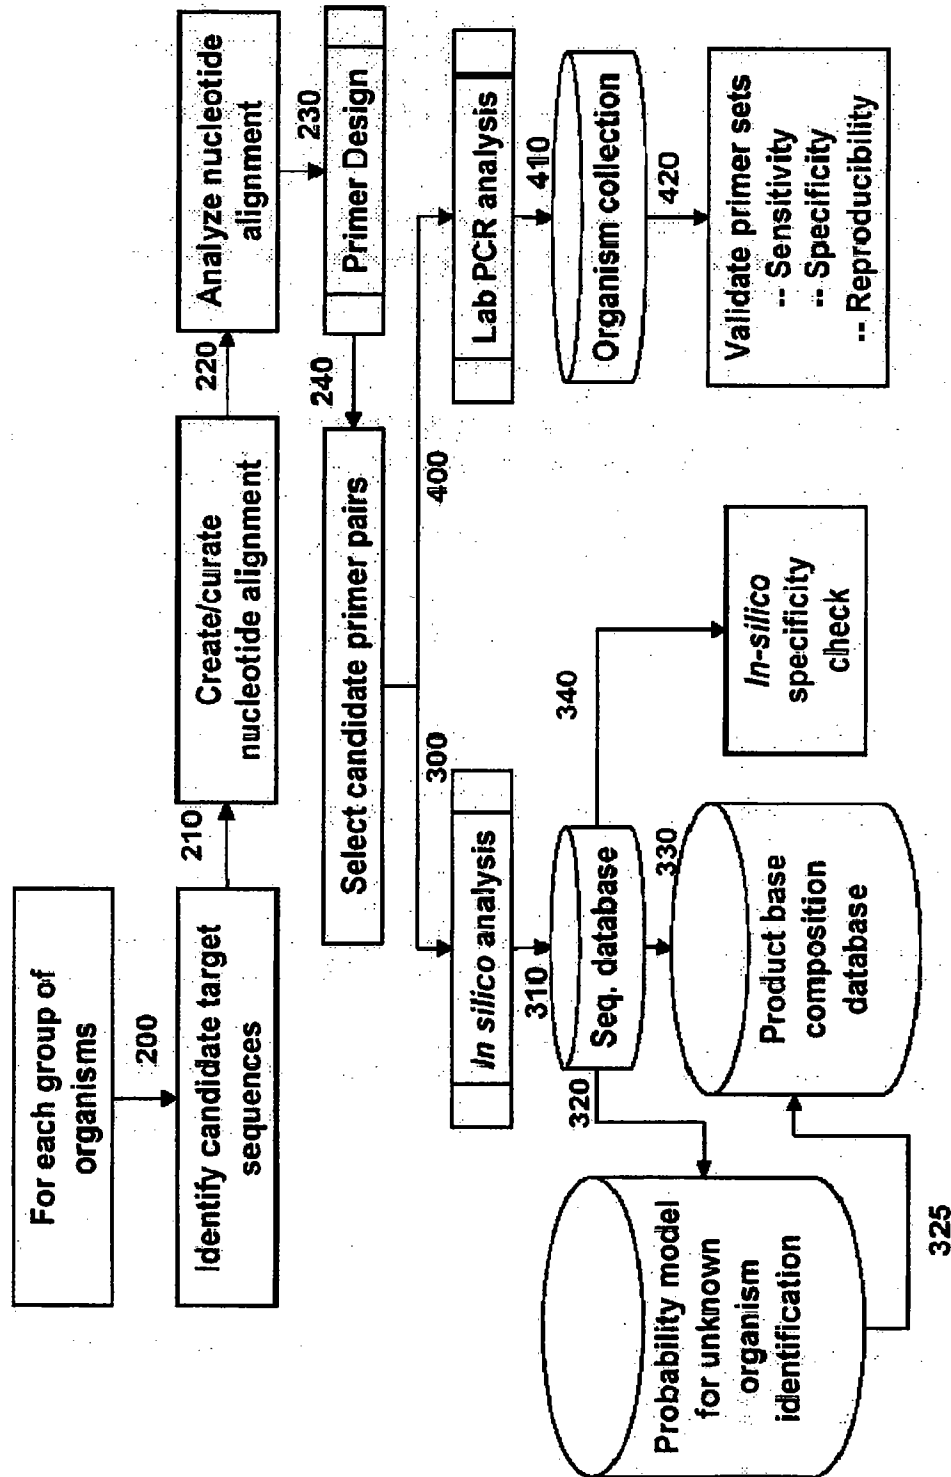 For each group of
organisms
200
Identify candidate target
sequences
210
Create/curate
nucleotide alignment
220
Analyze nucleotide
alignment
230
Primer Design
240
Select candidate primer pairs
300
400
In silico analysis
310
Seq. database
320
330
340
Probability model
for unknown
organism
identification
325
Product base
composition
database
In-silico
specificity
check
Lab PCR analysis
410
Organism collection
420
Validate primer sets
-- Sensitivity
-- Specificity
-- Reproducibility